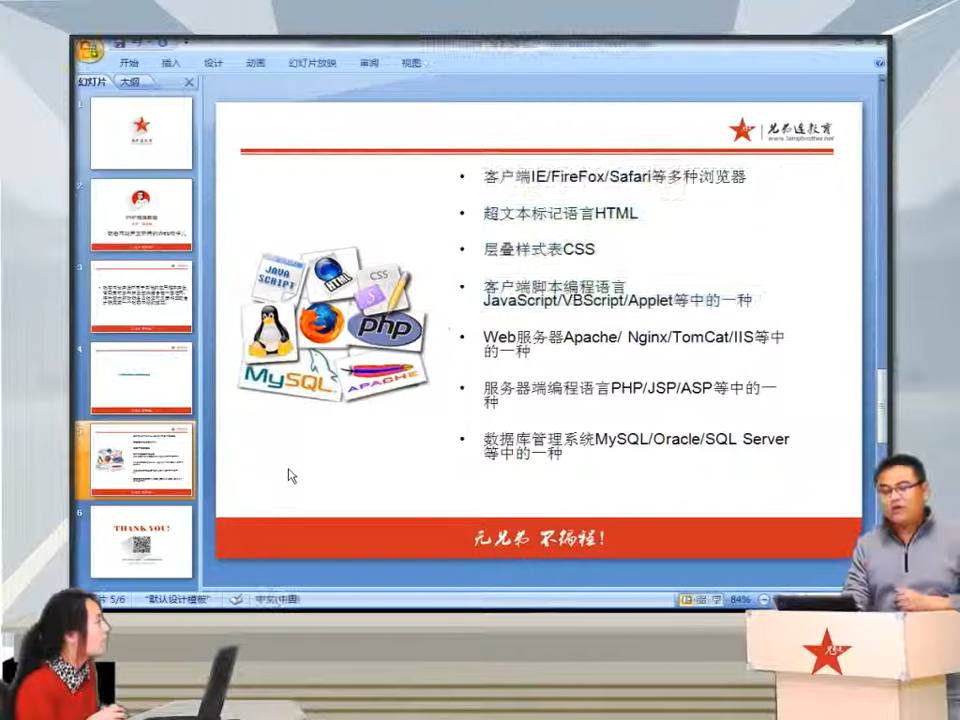 开始 插入 设计 动画 幻灯片放映 审阅 视图
幻灯片 大纲
兄弟连教育
www.lampbrother.net
• 客户端IE/FireFox/Safari等多种浏览器
• 超文本标记语言HTML
• 层叠样式表CSS
• 客户端脚本编程语言
JavaScript/VBScript/Applet等中的一种
• Web服务器Apache/ Nginx/TomCat/IIS等中
的一种
• 服务器端编程语言PHP/JSP/ASP等中的一
种
• 数据库管理系统MySQL/Oracle/SQL Server
等中的一种
JAVA
SCRIPT
HTML
CSS
php
MySQL
APACHE
无兄弟 不编程!
1
2
3
4
5
6
THANK YOU!
片 5/6 "默认设计模板" 中文(中国) 84%